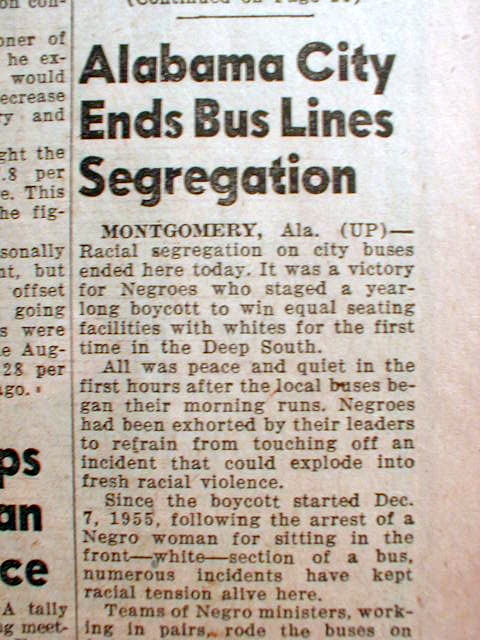 (Continued on Page
oner of
he ex-
would
ecrease
ry and
ght the
.8 per
e. This
he fig-
sonally
nt, but
offset
going
s were
e Aug-
28 per
ago.
ps
an
ce
A tally
g meet-
Alabama City
Ends Bus Lines
Segregation
MONTGOMERY, Ala. (UP)—
Racial segregation on city buses
ended here today. It was a victory
for Negroes who staged a year-
long boycott to win equal seating
facilities with whites for the first
time in the Deep South.
All was peace and quiet in the
first hours after the local buses be-
gan their morning runs. Negroes
had been exhorted by their leaders
to refrain from touching off an
incident that could explode into
fresh racial violence.
Since the boycott started Dec.
7, 1955, following the arrest of a
Negro woman for sitting in the
front—white—section of a bus,
numerous incidents have kept
racial tension alive here.
Teams of Negro ministers, work-
ing in pairs, rode the buses on